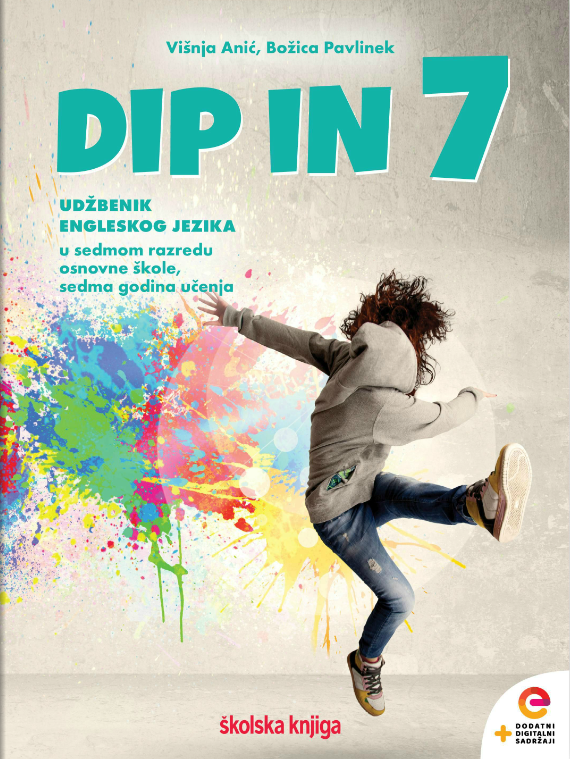 Višnja Anić, Božica Pavlinek
DIP IN 7
UDŽBENIK
ENGLESKOG JEZIKA
u sedmom razredu
osnovne škole,
sedma godina učenja
školska knjiga
e
+ DODATNI
DIGITALNI
SADRŽAJI